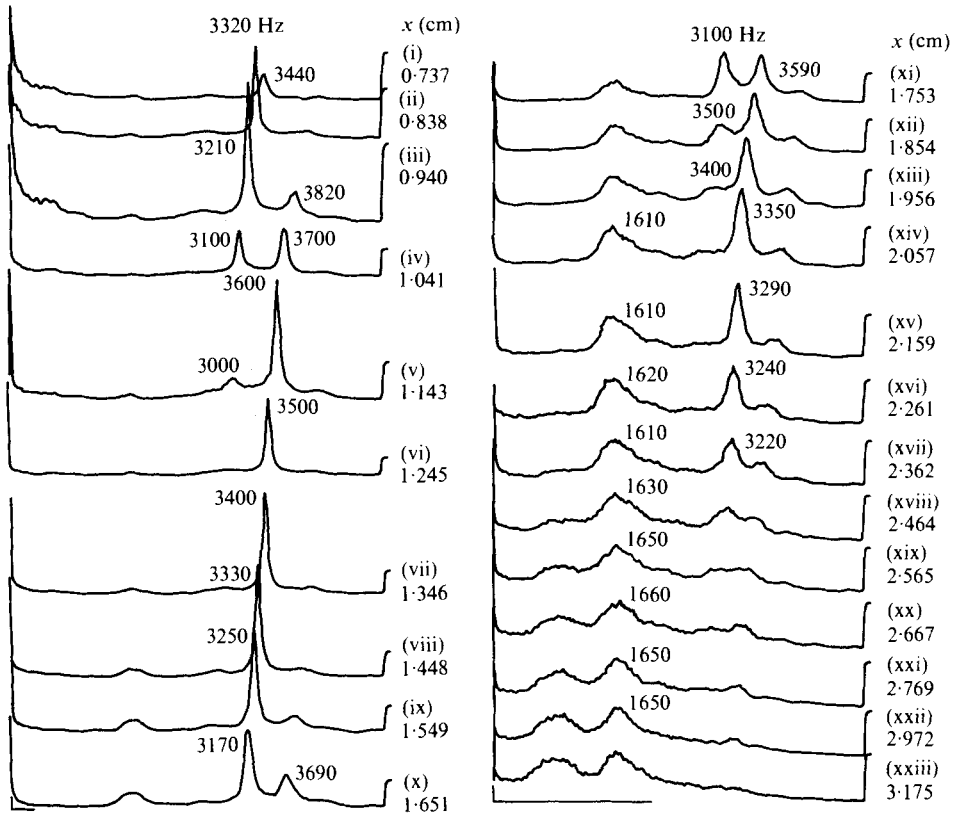 3320 Hz
x (cm)
(i)
0·737
3440
(ii)
0·838
3210
(iii)
0·940
3820
3100
3700
(iv)
1·041
3600
3000
(v)
1·143
3500
(vi)
1·245
3400
3330
(vii)
1·346
3250
(viii)
1·448
(ix)
1·549
3170
3690
(x)
1·651
3100 Hz
x (cm)
3590
(xi)
1·753
3500
(xii)
1·854
3400
(xiii)
1·956
1610
3350
(xiv)
2·057
1610
3290
(xv)
2·159
1620
3240
(xvi)
2·261
1610
3220
(xvii)
2·362
1630
(xviii)
2·464
1650
(xix)
2·565
1660
(xx)
2·667
1650
(xxi)
2·769
1650
(xxii)
2·972
(xxiii)
3·175